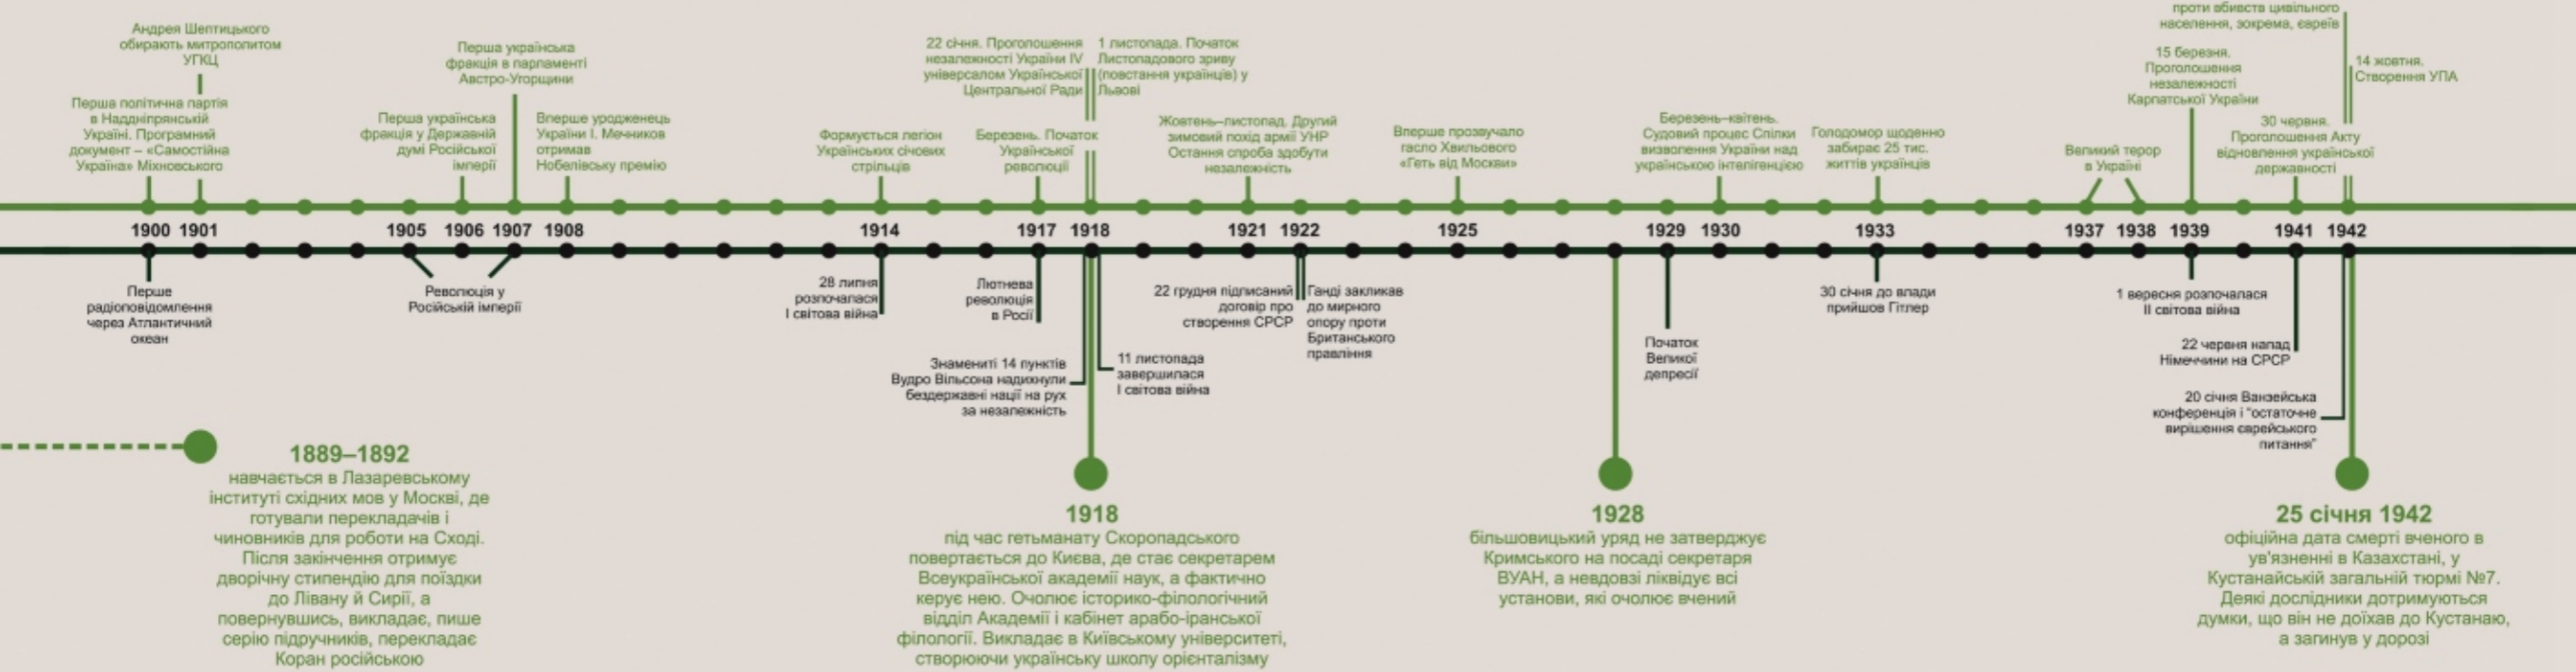 Андрея Шептицького
обирають митрополитом
УГКЦ
Перша політична партія
в Наддніпрянській
Україні. Програмний
документ – «Самостійна
Україна» Міхновського
Перша українська
фракція у Державній
думі Російської
імперії
Перша українська
фракція в парламенті
Австро-Угорщини
Вперше уродженець
України І. Мечников
отримав
Нобелівську премію
Формується легіон
Українських січових
стрільців
22 січня. Проголошення
незалежності України IV
універсалом Української
Центральної Ради
1 листопада. Початок
Листопадового зриву
(повстання українців) у
Львові
Березень. Початок
Української
революції
Жовтень–листопад. Другий
зимовий похід армії УНР
Остання спроба здобути
незалежність
Вперше прозвучало
гасло Хвильового
«Геть від Москви»
Березень–квітень.
Судовий процес Спілки
визволення України над
українською інтелігенцією
Голодомор щоденно
забирає 25 тис.
життів українців
Великий терор
в Україні
15 березня.
Проголошення
незалежності
Карпатської України
проти вбивств цивільного
населення, зокрема, євреїв
30 червня.
Проголошення Акту
відновлення української
державності
14 жовтня.
Створення УПА
1900 1901 1905 1906 1907 1908 1914 1917 1918 1921 1922 1925 1929 1930 1933 1937 1938 1939 1941 1942
Перше
радіоповідомлення
через Атлантичний
океан
Революція у
Російській імперії
28 липня
розпочалася
І світова війна
Лютнева
революція
в Росії
Знамениті 14 пунктів
Вудро Вільсона надихнули
бездержавні нації на рух
за незалежність
11 листопада
завершилася
І світова війна
22 грудня підписаний
договір про
створення СРСР
Ганді закликав
до мирного
опору проти
Британського
правління
Початок
Великої
депресії
30 січня до влади
прийшов Гітлер
1 вересня розпочалася
ІІ світова війна
22 червня напад
Німеччини на СРСР
20 січня Ванзейська
конференція і "остаточне
вирішення єврейського
питання"
1889–1892
навчається в Лазаревському
інституті східних мов у Москві, де
готували перекладачів і
чиновників для роботи на Сході.
Після закінчення отримує
дворічну стипендію для поїздки
до Лівану й Сирії, а
повернувшись, викладає, пише
серію підручників, перекладає
Коран російською
1918
під час гетьманату Скоропадського
повертається до Києва, де стає секретарем
Всеукраїнської академії наук, а фактично
керує нею. Очолює історико-філологічний
відділ Академії і кабінет арабо-іранської
філології. Викладає в Київському університеті,
створюючи українську школу орієнталізму
1928
більшовицький уряд не затверджує
Кримського на посаді секретаря
ВУАН, а невдовзі ліквідує всі
установи, які очолює вчений
25 січня 1942
офіційна дата смерті вченого в
ув'язненні в Казахстані, у
Кустанайській загальній тюрмі №7.
Деякі дослідники дотримуються
думки, що він не доїхав до Кустанаю,
а загинув у дорозі